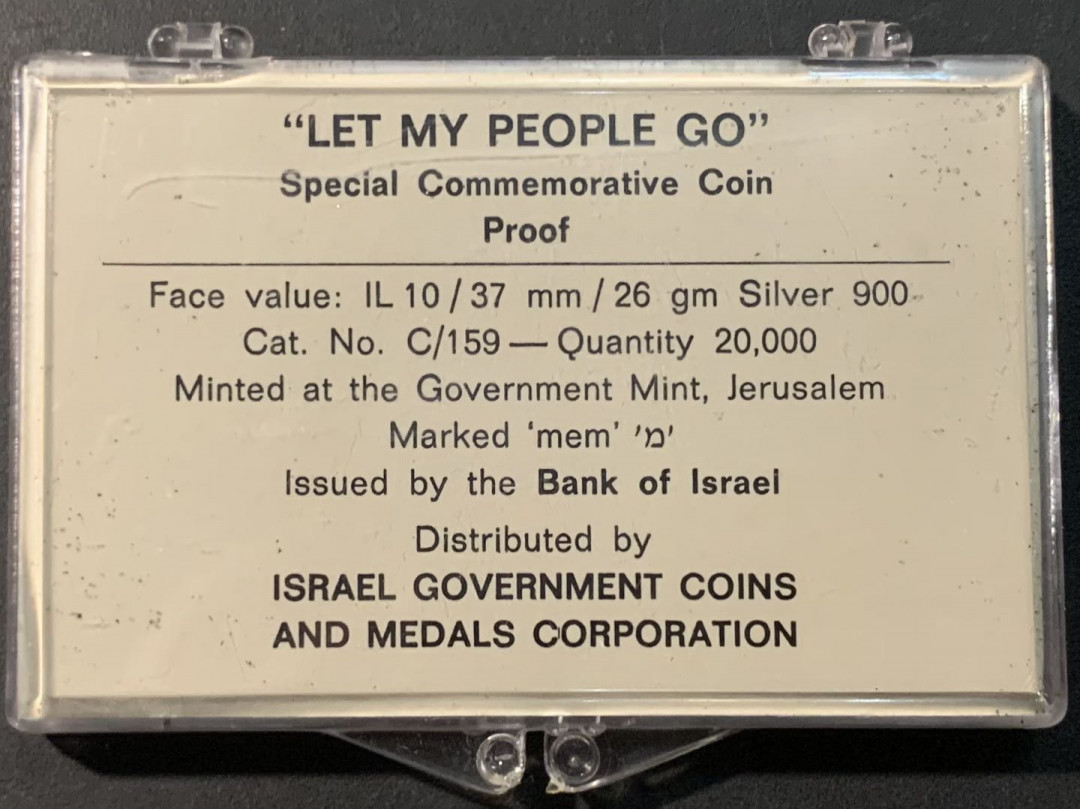 “LET MY PEOPLE GO”
Special Commemorative Coin
Proof
Face value: IL 10 / 37 mm / 26 gm Silver 900
Cat. No. C/159 — Quantity 20,000
Minted at the Government Mint, Jerusalem
Marked ‘mem’ ‘מ’
Issued by the Bank of Israel
Distributed by
ISRAEL GOVERNMENT COINS
AND MEDALS CORPORATION